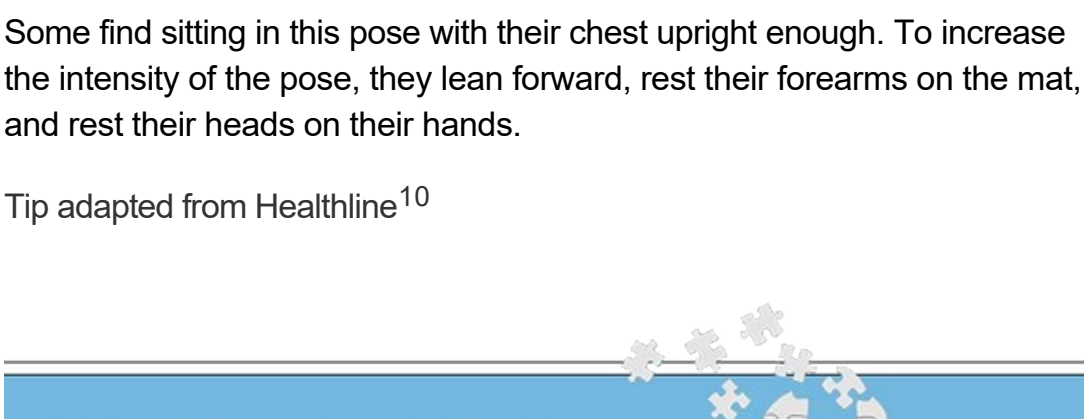 Some find sitting in this pose with their chest upright enough. To increase
the intensity of the pose, they lean forward, rest their forearms on the mat,
and rest their heads on their hands.
Tip adapted from Healthline10